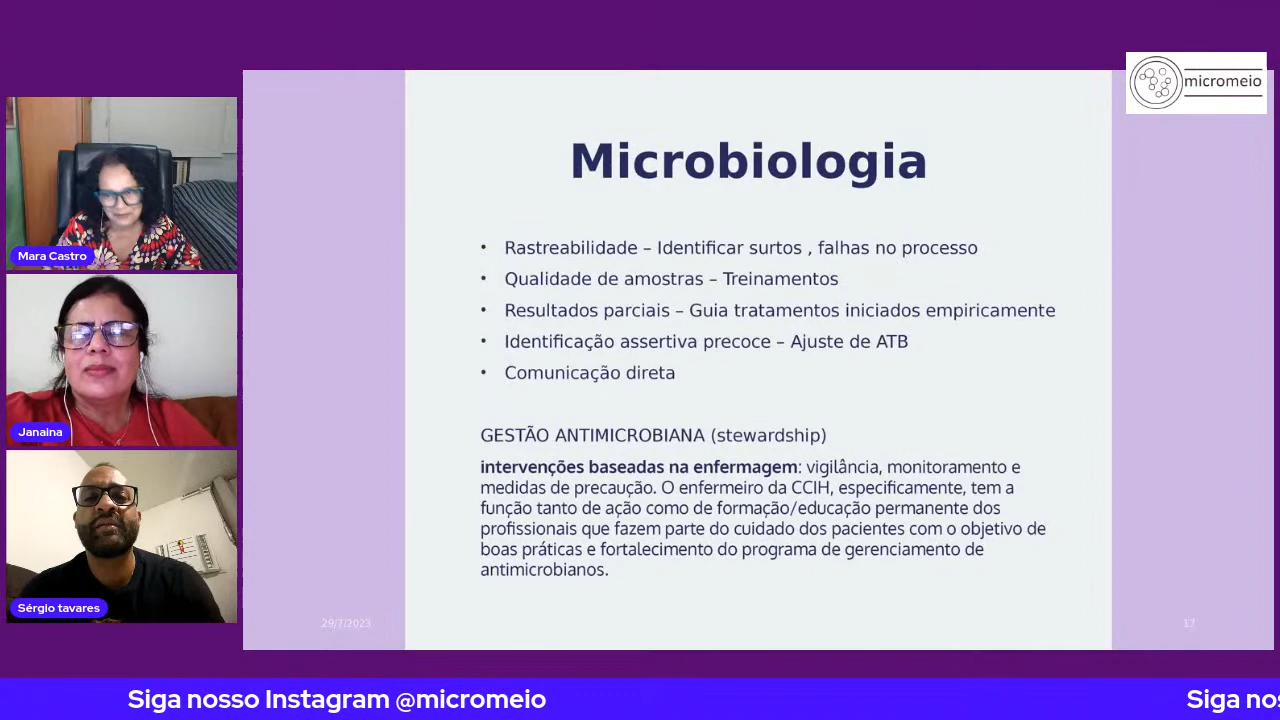 micromeio
Microbiologia
• Rastreabilidade – Identificar surtos , falhas no processo
• Qualidade de amostras – Treinamentos
• Resultados parciais – Guia tratamentos iniciados empiricamente
• Identificação assertiva precoce – Ajuste de ATB
• Comunicação direta
GESTÃO ANTIMICROBIANA (stewardship)
intervenções baseadas na enfermagem: vigilância, monitoramento e
medidas de precaução. O enfermeiro da CCIH, especificamente, tem a
função tanto de ação como de formação/educação permanente dos
profissionais que fazem parte do cuidado dos pacientes com o objetivo de
boas práticas e fortalecimento do programa de gerenciamento de
antimicrobianos.
29/7/2023
17
Mara Castro
Janaína
Sérgio tavares
Siga nosso Instagram @micromeio
Siga nos